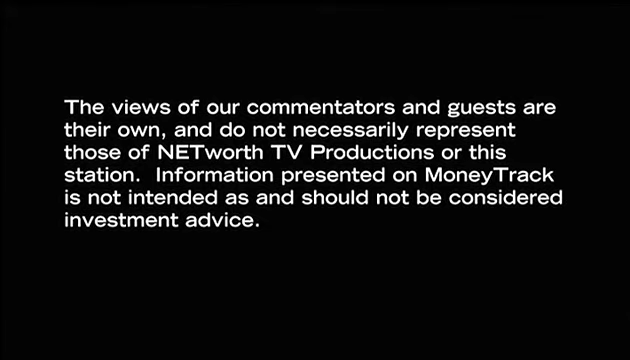 The views of our commentators and guests are
their own, and do not necessarily represent
those of NETworth TV Productions or this
station.  Information presented on MoneyTrack
is not intended as and should not be considered
investment advice.